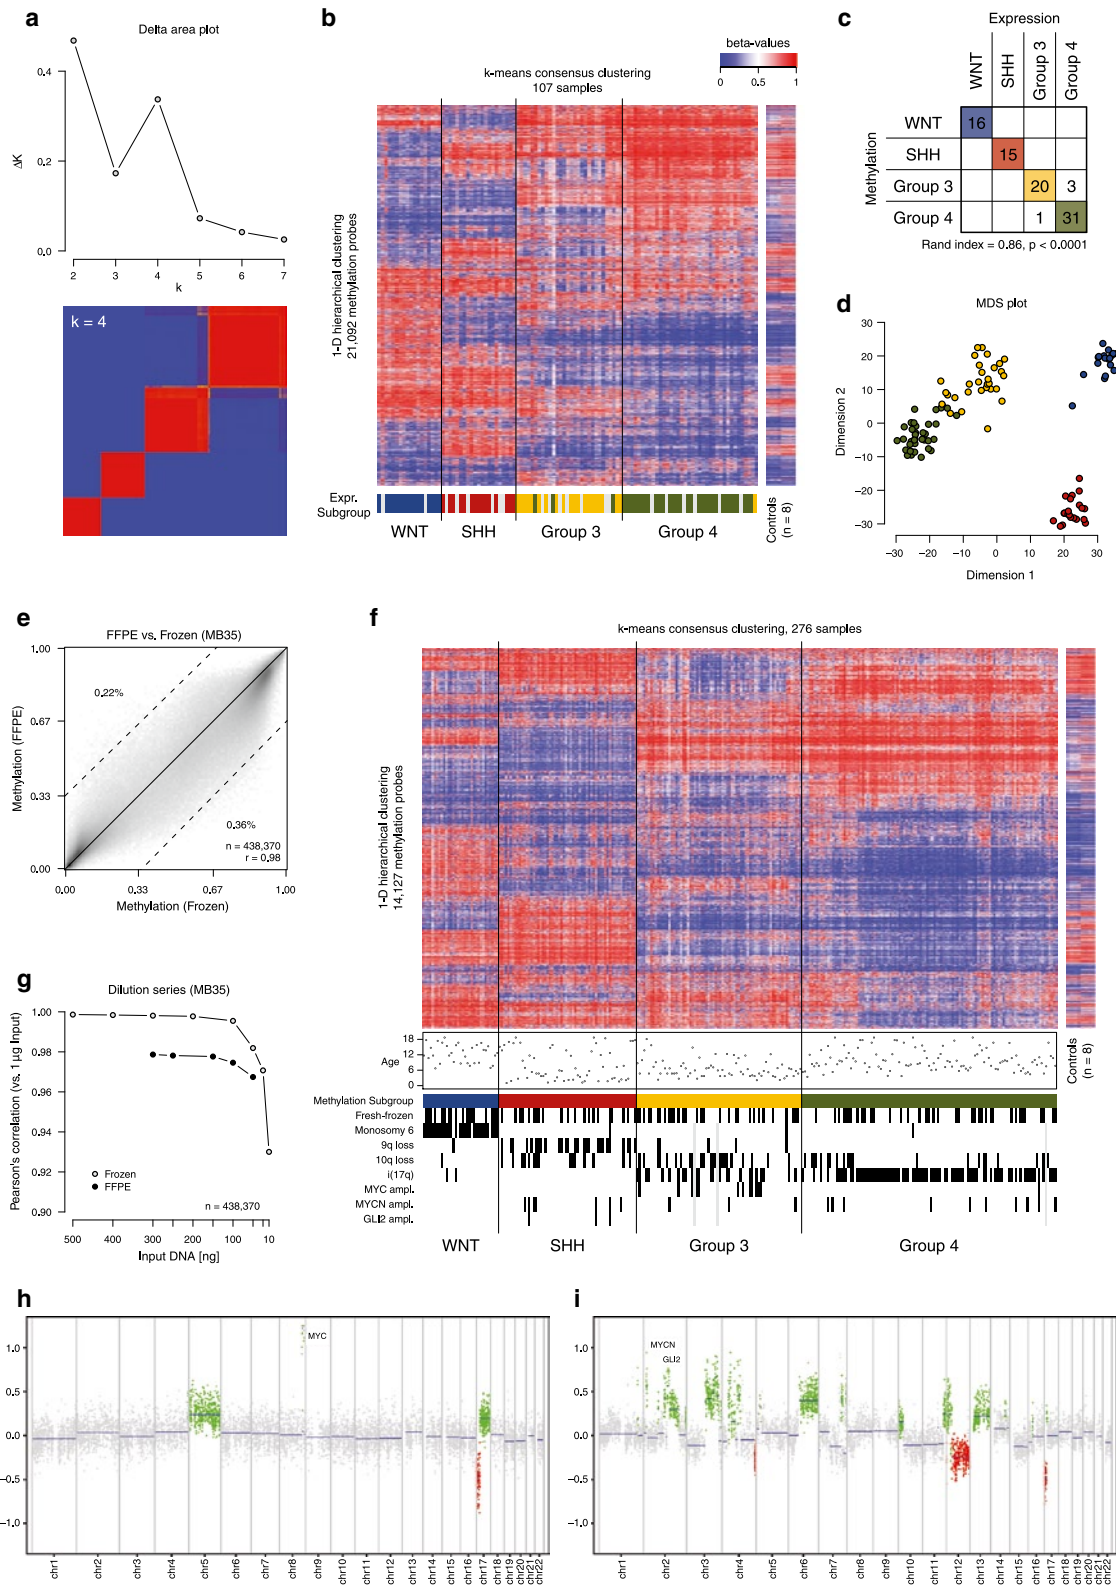 a
Delta area plot
0.4
0.2
0.0
ΔK
2 3 4 5 6 7
k
k = 4
b
beta-values
0 0.5 1
k-means consensus clustering
107 samples
1-D hierarchical clustering
21,092 methylation probes
Expr.
Subgroup
WNT SHH Group 3 Group 4
Controls
(n = 8)
c
Expression
WNT SHH Group 3 Group 4
Methylation
WNT 16
SHH 15
Group 3 20 3
Group 4 1 31
Rand index = 0.86, p < 0.0001
d
MDS plot
30
20
10
0
−10
−20
−30
Dimension 2
−30 −20 −10 0 10 20 30
Dimension 1
e
FFPE vs. Frozen (MB35)
1.00
0.67
0.33
0.00
Methylation (FFPE)
0.22%
0.36%
n = 438,370
r = 0.98
0.00 0.33 0.67 1.00
Methylation (Frozen)
f
k-means consensus clustering, 276 samples
1-D hierarchical clustering
14,127 methylation probes
Controls
(n = 8)
Age
18
12
6
0
Methylation Subgroup
Fresh-frozen
Monosomy 6
9q loss
10q loss
i(17q)
MYC ampl.
MYCN ampl.
GLI2 ampl.
WNT SHH Group 3 Group 4
g
Dilution series (MB35)
1.00
0.98
0.96
0.94
0.92
0.90
Pearson's correlation (vs. 1µg Input)
Frozen
FFPE
n = 438,370
500 400 300 200 100 10
Input DNA [ng]
h
MYC
1.0
0.5
0.0
−0.5
−1.0
chr1 chr2 chr3 chr4 chr5 chr6 chr7 chr8 chr9 chr10 chr11 chr12 chr13 chr14 chr15 chr16 chr17 chr18 chr19 chr20 chr21 chr22
i
MYCN
GLI2
1.0
0.5
0.0
−0.5
−1.0
chr1 chr2 chr3 chr4 chr5 chr6 chr7 chr8 chr9 chr10 chr11 chr12 chr13 chr14 chr15 chr16 chr17 chr18 chr19 chr20 chr21 chr22